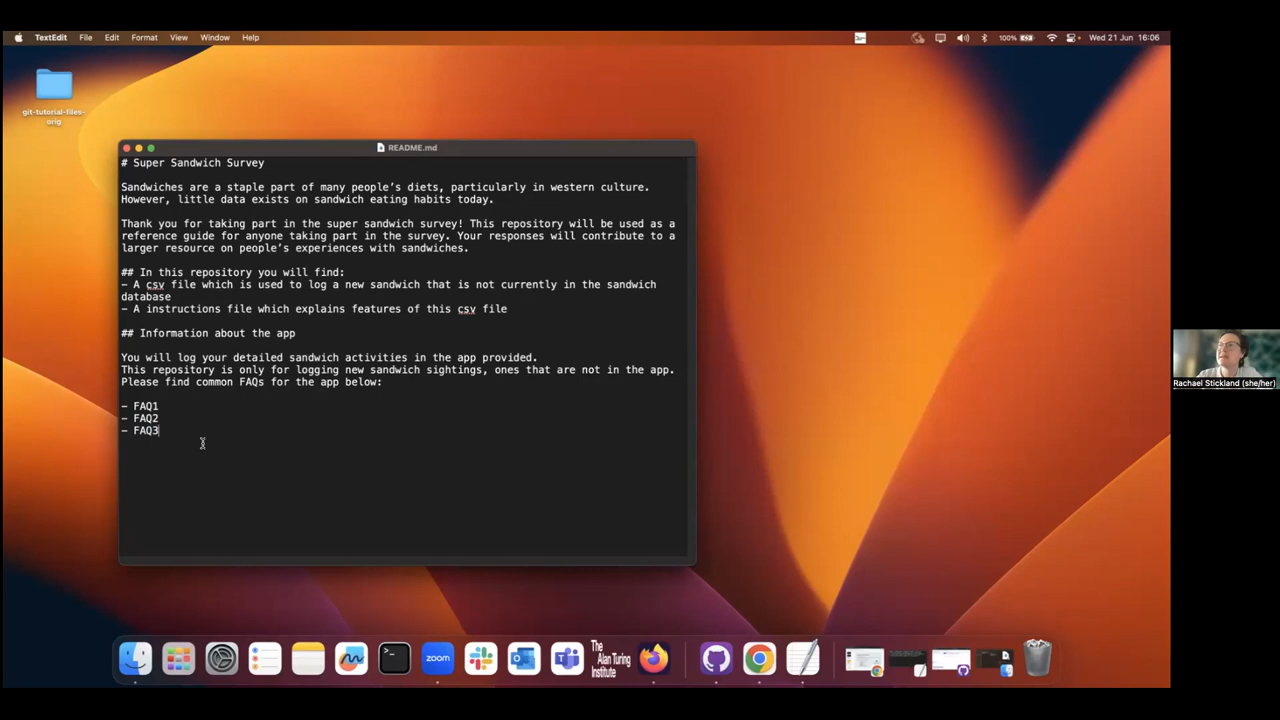 TextEdit File Edit Format View Window Help 100% Wed 21 Jun 16:06
git-tutorial-files-
orig
README.md
# Super Sandwich Survey
Sandwiches are a staple part of many people's diets, particularly in western culture.
However, little data exists on sandwich eating habits today.
Thank you for taking part in the super sandwich survey! This repository will be used as a
reference guide for anyone taking part in the survey. Your responses will contribute to a
larger resource on people's experiences with sandwiches.
## In this repository you will find:
- A csv file which is used to log a new sandwich that is not currently in the sandwich
database
- A instructions file which explains features of this csv file
## Information about the app
You will log your detailed sandwich activities in the app provided.
This repository is only for logging new sandwich sightings, ones that are not in the app.
Please find common FAQs for the app below:
- FAQ1
- FAQ2
- FAQ3
Rachael Stickland (she/her)
zoom
The
Alan Turing
Institute